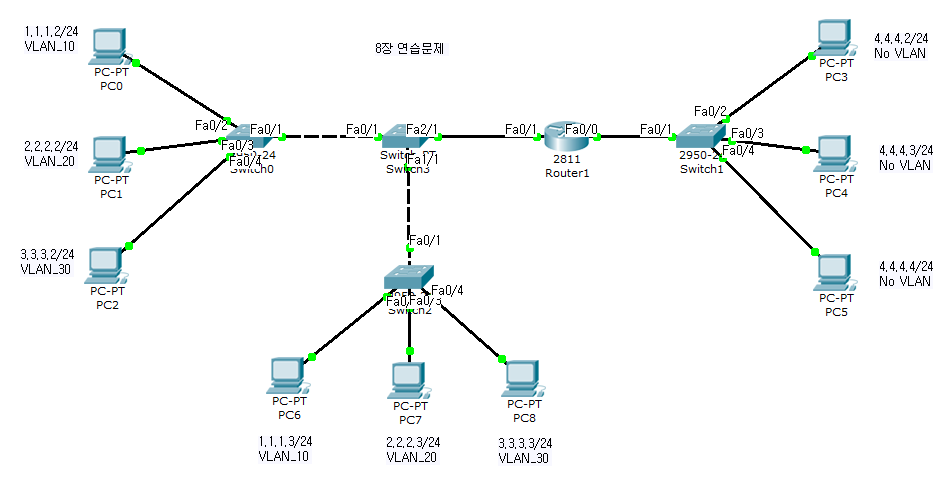 1,1,1,2/24
VLAN_10
PC-PT
PC0
8장 연습문제
4,4,4,2/24
No VLAN
PC-PT
PC3
Fa0/2
Fa0/1
Fa0/1
Fa2/1
Fa0/1
Fa0/0
Fa0/1
Fa0/2
Fa0/3
Fa0/4
Fa0/3
Fa0/4
Switch0
Fa1/1
Switch3
2811
Router1
Switch1
2,2,2,2/24
VLAN_20
PC-PT
PC1
4,4,4,3/24
No VLAN
PC-PT
PC4
3,3,3,2/24
VLAN_30
PC-PT
PC2
4,4,4,4/24
No VLAN
PC-PT
PC5
Fa0/1
Fa0/4
Switch2
PC-PT
PC6
1,1,1,3/24
VLAN_10
PC-PT
PC7
2,2,2,3/24
VLAN_20
PC-PT
PC8
3,3,3,3/24
VLAN_30